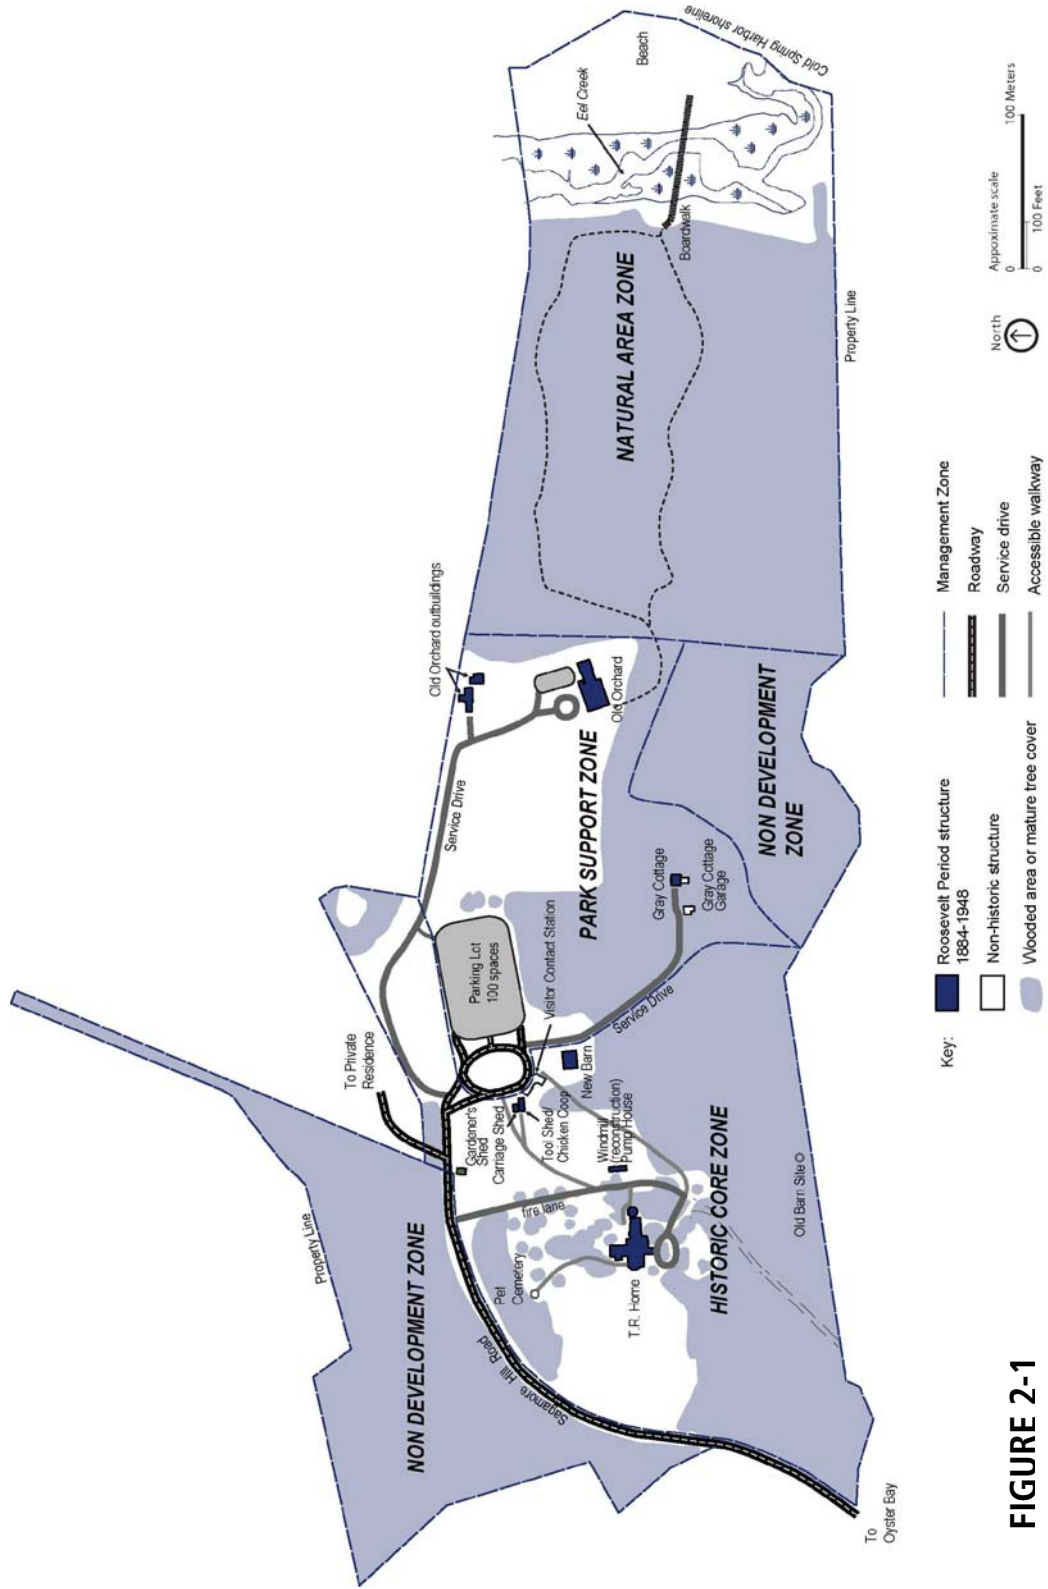 Cold Spring Harbor shoreline
Beach
Eel Creek
Boardwalk
NATURAL AREA ZONE
Property Line
Old Orchard outbuildings
Old Orchard
Service Drive
PARK SUPPORT ZONE
NON DEVELOPMENT
ZONE
Gray Cottage
Gray Cottage
Garage
Parking Lot
100 spaces
Visitor Contact Station
Service Drive
To Private
Residence
New Barn
Gardener's
Shed
Carriage Shed
Tool Shed/
Chicken Coop
Windmill
(reconstruction)
Pump House
fire lane
Pet
Cemetery
T.R. Home
HISTORIC CORE ZONE
Old Barn Site
Property Line
NON DEVELOPMENT ZONE
Sagamore Hill Road
To
Oyster Bay
Key:
Roosevelt Period structure
1884-1948
Non-historic structure
Wooded area or mature tree cover
Management Zone
Roadway
Service drive
Accessible walkway
North
Appoximate scale
0 100 Meters
0 100 Feet
FIGURE 2-1